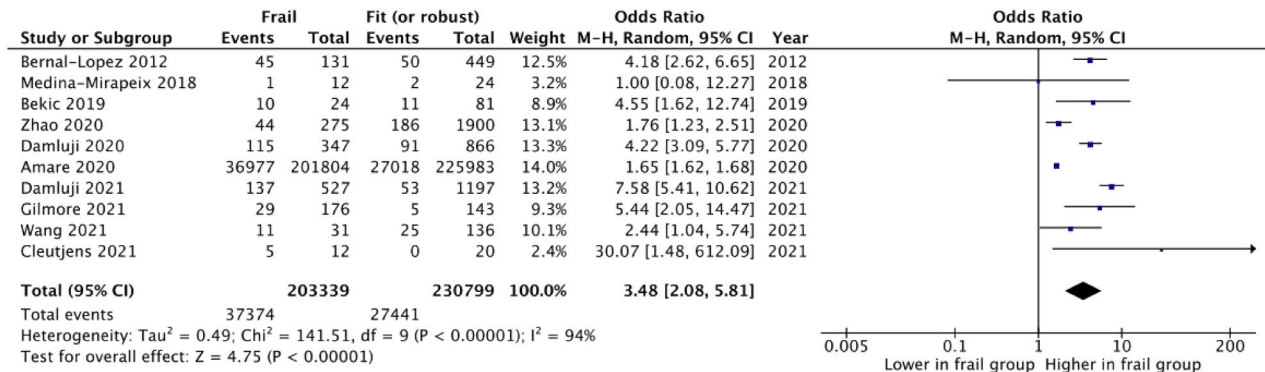 Frail Fit (or robust) Odds Ratio Odds Ratio
Study or Subgroup Events Total Events Total Weight M-H, Random, 95% CI Year M-H, Random, 95% CI
Bernal-Lopez 2012 45 131 50 449 12.5% 4.18 [2.62, 6.65] 2012
Medina-Mirapeix 2018 1 12 2 24 3.2% 1.00 [0.08, 12.27] 2018
Bekic 2019 10 24 11 81 8.9% 4.55 [1.62, 12.74] 2019
Zhao 2020 44 275 186 1900 13.1% 1.76 [1.23, 2.51] 2020
Damluji 2020 115 347 91 866 13.3% 4.22 [3.09, 5.77] 2020
Amare 2020 36977 201804 27018 225983 14.0% 1.65 [1.62, 1.68] 2020
Damluji 2021 137 527 53 1197 13.2% 7.58 [5.41, 10.62] 2021
Gilmore 2021 29 176 5 143 9.3% 5.44 [2.05, 14.47] 2021
Wang 2021 11 31 25 136 10.1% 2.44 [1.04, 5.74] 2021
Cleutjens 2021 5 12 0 20 2.4% 30.07 [1.48, 612.09] 2021
Total (95% CI) 203339 230799 100.0% 3.48 [2.08, 5.81]
Total events 37374 27441
Heterogeneity: Tau² = 0.49; Chi² = 141.51, df = 9 (P < 0.00001); I² = 94%
Test for overall effect: Z = 4.75 (P < 0.00001)
0.005 0.1 1 10 200
Lower in frail group Higher in frail group